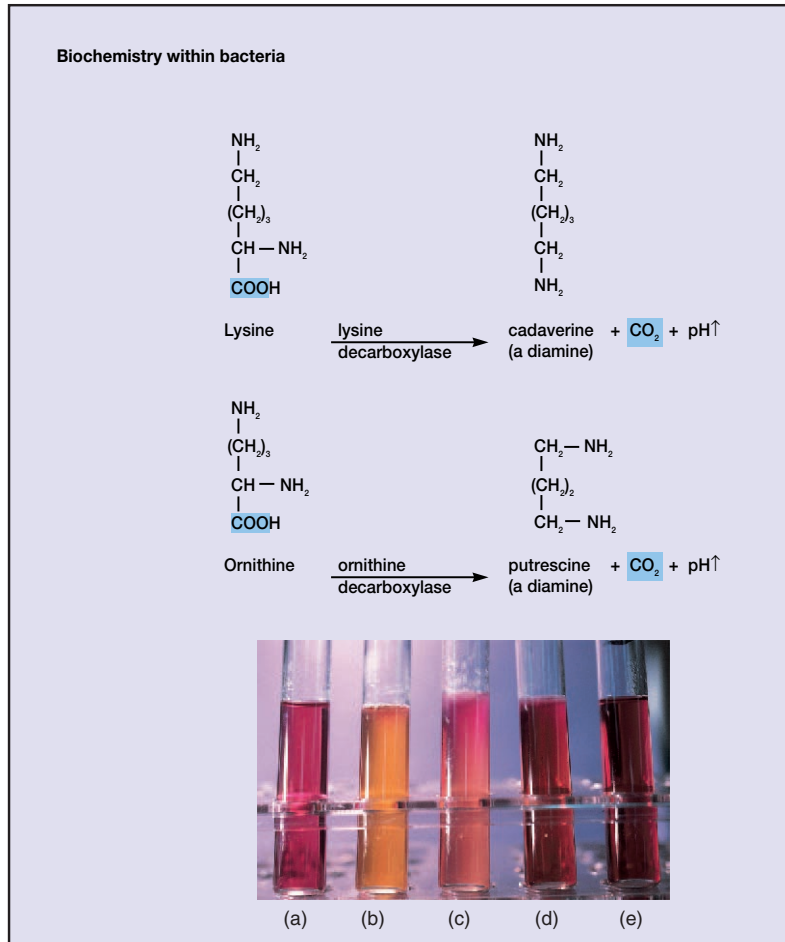 Biochemistry within bacteria
NH₂
CH₂
(CH₂)₃
CH — NH₂
COOH
NH₂
CH₂
(CH₂)₃
CH₂
NH₂
Lysine lysine decarboxylase cadaverine + CO₂ + pH↑
(a diamine)
NH₂
(CH₂)₃
CH — NH₂
COOH
CH₂ — NH₂
(CH₂)₂
CH₂ — NH₂
Ornithine ornithine decarboxylase putrescine + CO₂ + pH↑
(a diamine)
(a) (b) (c) (d) (e)